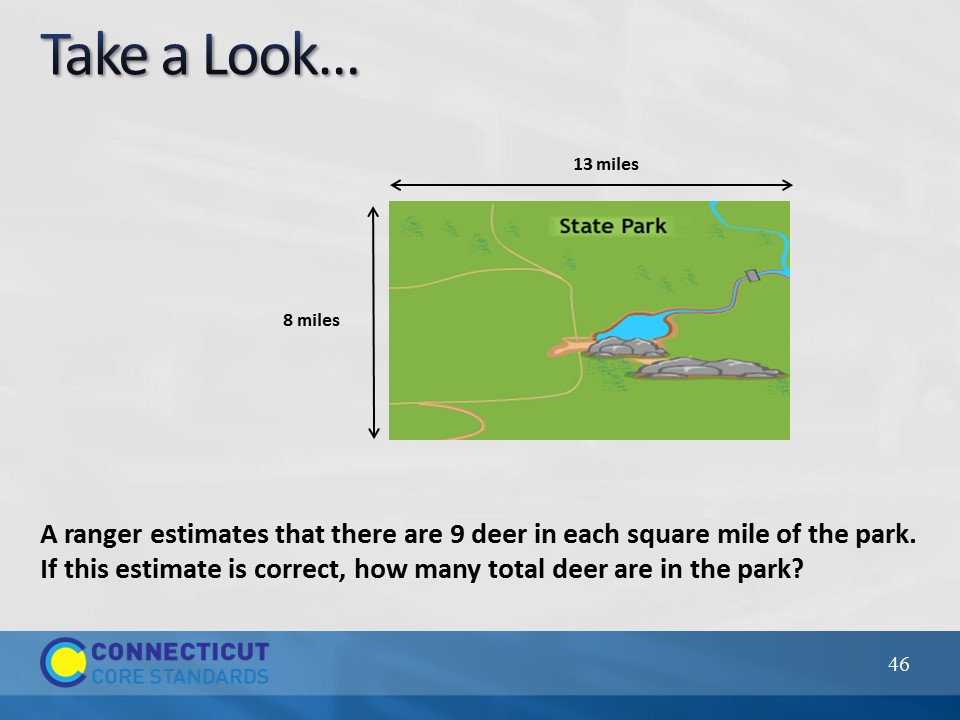 Take a Look...
13 miles
State Park
8 miles
A ranger estimates that there are 9 deer in each square mile of the park.
If this estimate is correct, how many total deer are in the park?
CONNECTICUT
CORE STANDARDS
46